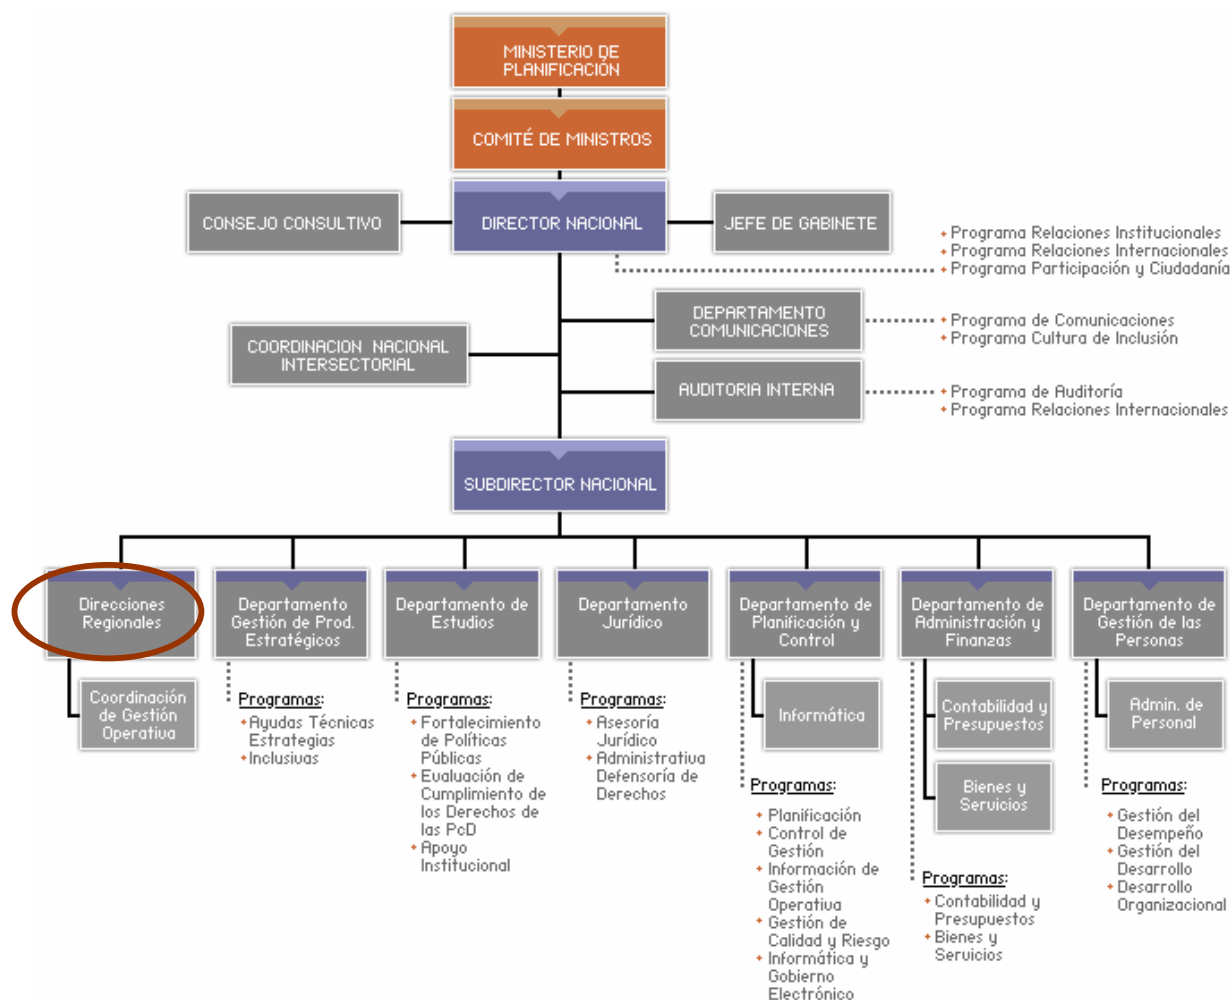 MINISTERIO DE
PLANIFICACIÓN
COMITÉ DE MINISTROS
CONSEJO CONSULTIVO
DIRECTOR NACIONAL
JEFE DE GABINETE
Programa Relaciones Institucionales
Programa Relaciones Internacionales
Programa Participación y Ciudadanía
DEPARTAMENTO
COMUNICACIONES
Programa de Comunicaciones
Programa Cultura de Inclusión
COORDINACION NACIONAL
INTERSECTORIAL
AUDITORIA INTERNA
Programa de Auditoría
Programa Relaciones Internacionales
SUBDIRECTOR NACIONAL
Direcciones
Regionales
Coordinación
de Gestión
Operativa
Departamento
Gestión de Prod.
Estratégicos
Programas:
Ayudas Técnicas
Estrategias
Inclusivas
Departamento de
Estudios
Programas:
Fortalecimiento
de Políticas
Públicas
Evaluación de
Cumplimiento de
los Derechos de
las PcD
Apoyo
Institucional
Departamento
Jurídico
Programas:
Asesoría
Jurídico
Administrativa
Defensoría de
Derechos
Departamento de
Planificación y
Control
Informática
Programas:
Planificación
Control de
Gestión
Información de
Gestión
Operativa
Gestión de
Calidad y Riesgo
Informática y
Gobierno
Electrónico
Departamento de
Administración y
Finanzas
Contabilidad y
Presupuestos
Bienes y
Servicios
Programas:
Contabilidad y
Presupuestos
Bienes y
Servicios
Departamento de
Gestión de las
Personas
Admin. de
Personal
Programas:
Gestión del
Desempeño
Gestión del
Desarrollo
Desarrollo
Organizacional